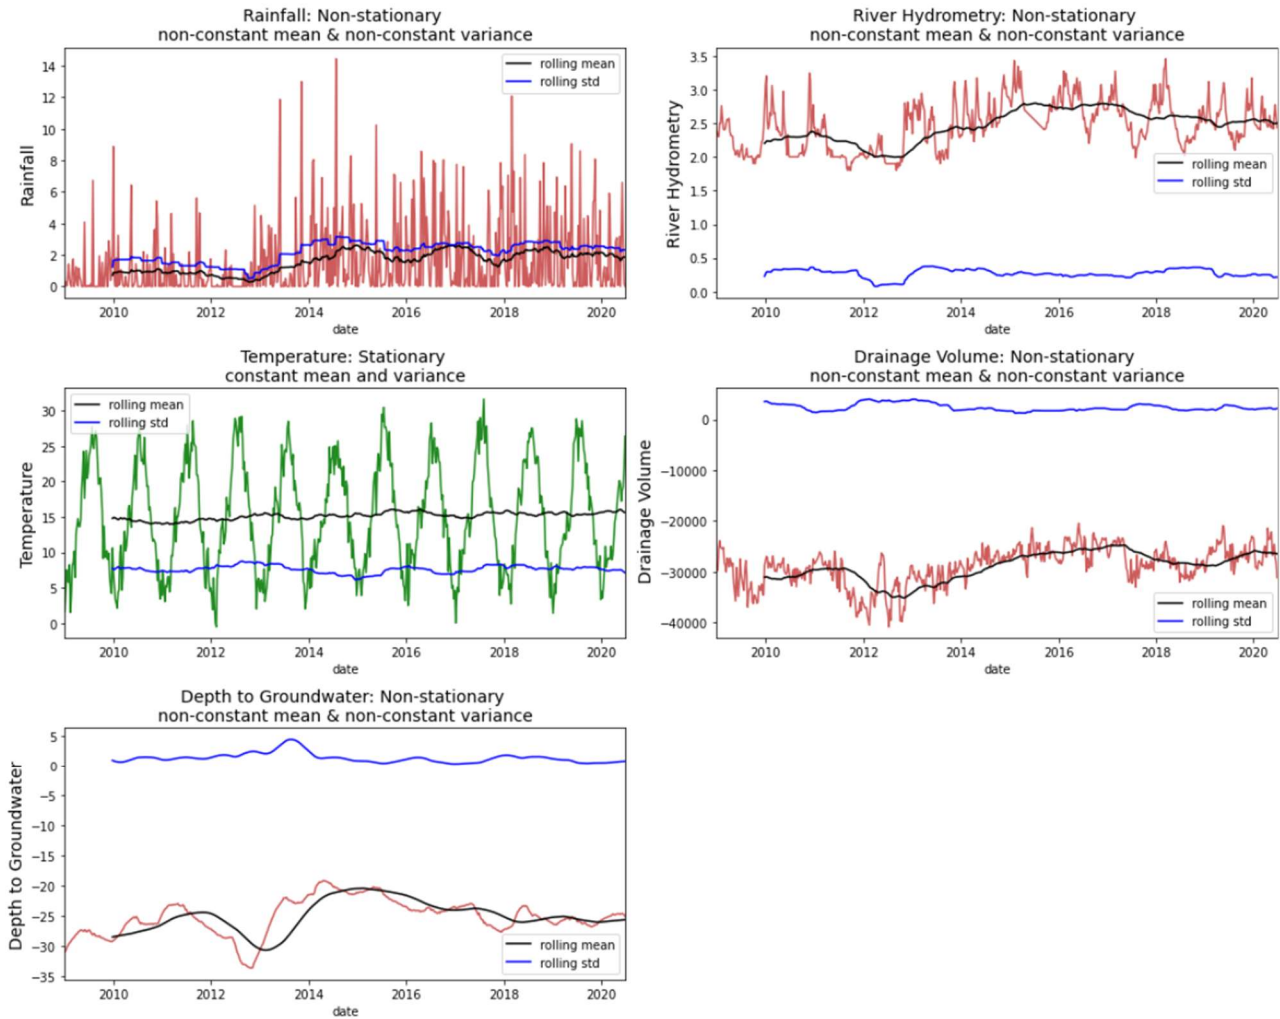 Rainfall: Non-stationary
non-constant mean & non-constant variance
14
12
10
8
6
4
2
0
Rainfall
rolling mean
rolling std
2010 2012 2014 2016 2018 2020
date
River Hydrometry: Non-stationary
non-constant mean & non-constant variance
3.5
3.0
2.5
2.0
1.5
1.0
0.5
0.0
River Hydrometry
rolling mean
rolling std
2010 2012 2014 2016 2018 2020
date
Temperature: Stationary
constant mean and variance
30
25
20
15
10
5
0
Temperature
rolling mean
rolling std
2010 2012 2014 2016 2018 2020
date
Drainage Volume: Non-stationary
non-constant mean & non-constant variance
0
−10000
−20000
−30000
−40000
Drainage Volume
rolling mean
rolling std
2010 2012 2014 2016 2018 2020
date
Depth to Groundwater: Non-stationary
non-constant mean & non-constant variance
5
0
−5
−10
−15
−20
−25
−30
−35
Depth to Groundwater
rolling mean
rolling std
2010 2012 2014 2016 2018 2020
date